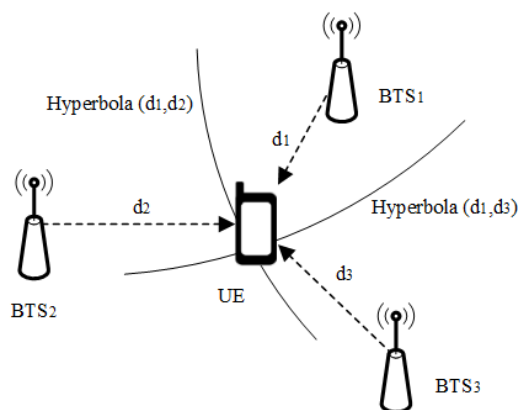 BTS1
Hyperbola (d1,d2)
d1
d2
Hyperbola (d1,d3)
d3
UE
BTS2
BTS3